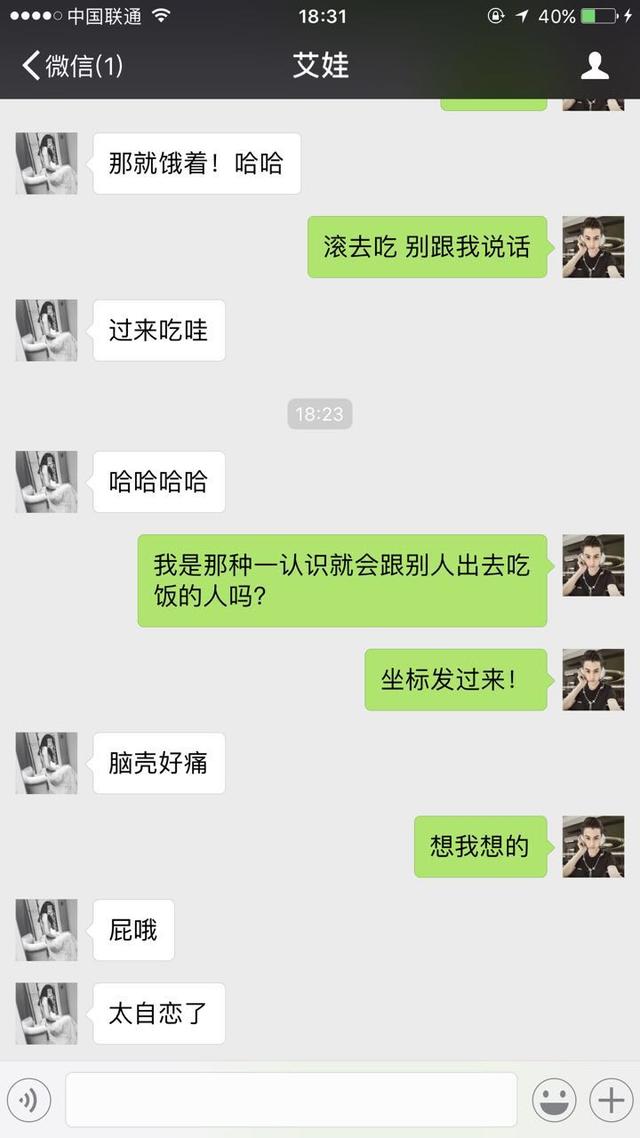 中国联通
18:31
40%
微信(1)
艾娃
那就饿着！哈哈
滚去吃 别跟我说话
过来吃哇
18:23
哈哈哈哈
我是那种一认识就会跟别人出去吃
饭的人吗？
坐标发过来！
脑壳好痛
想我想的
屁哦
太自恋了